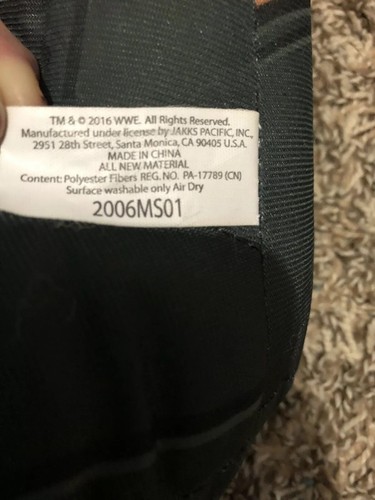 TM & © 2016 WWE. All Rights Reserved.
Manufactured under license by JAKKS PACIFIC, INC.
2951 28th Street, Santa Monica, CA 90405 U.S.A.
MADE IN CHINA
ALL NEW MATERIAL
Content: Polyester Fibers REG. NO. PA-17789 (CN)
Surface washable only Air Dry
2006MS01